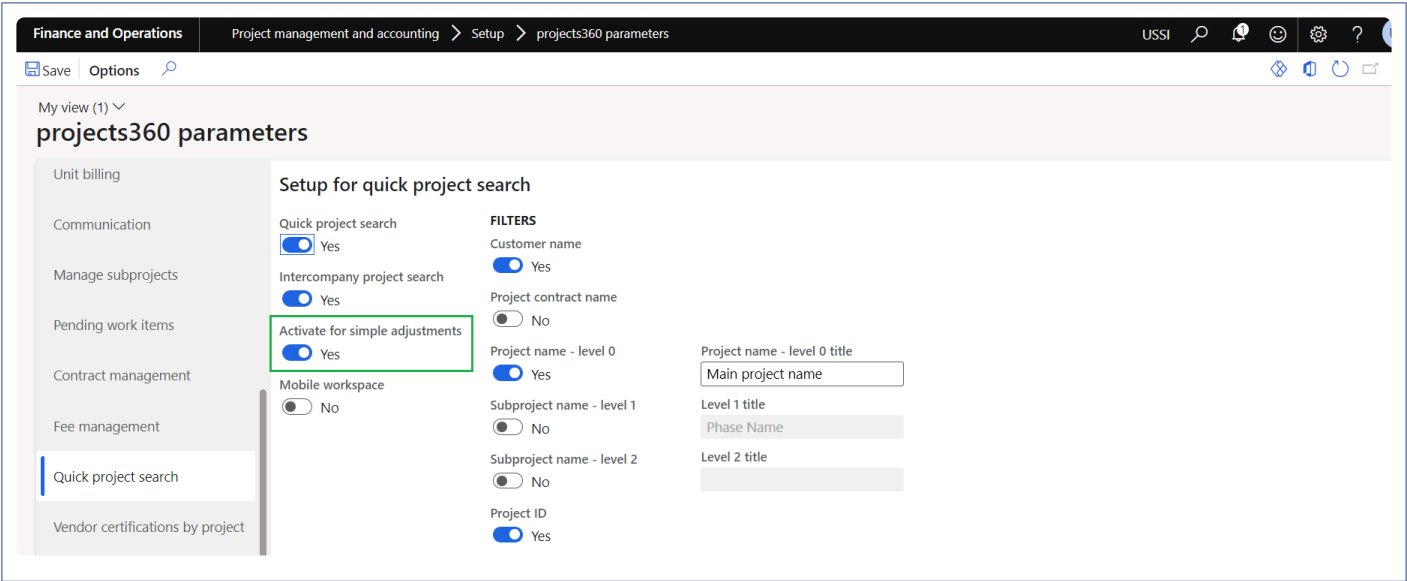 Finance and Operations
Project management and accounting > Setup > projects360 parameters
USSI
1
?
Save
Options
My view (1)
projects360 parameters
Unit billing
Communication
Manage subprojects
Pending work items
Contract management
Fee management
Quick project search
Vendor certifications by project
Setup for quick project search
Quick project search
Yes
Intercompany project search
Yes
Activate for simple adjustments
Yes
Mobile workspace
No
FILTERS
Customer name
Yes
Project contract name
No
Project name - level 0
Yes
Subproject name - level 1
No
Subproject name - level 2
No
Project ID
Yes
Project name - level 0 title
Main project name
Level 1 title
Phase Name
Level 2 title